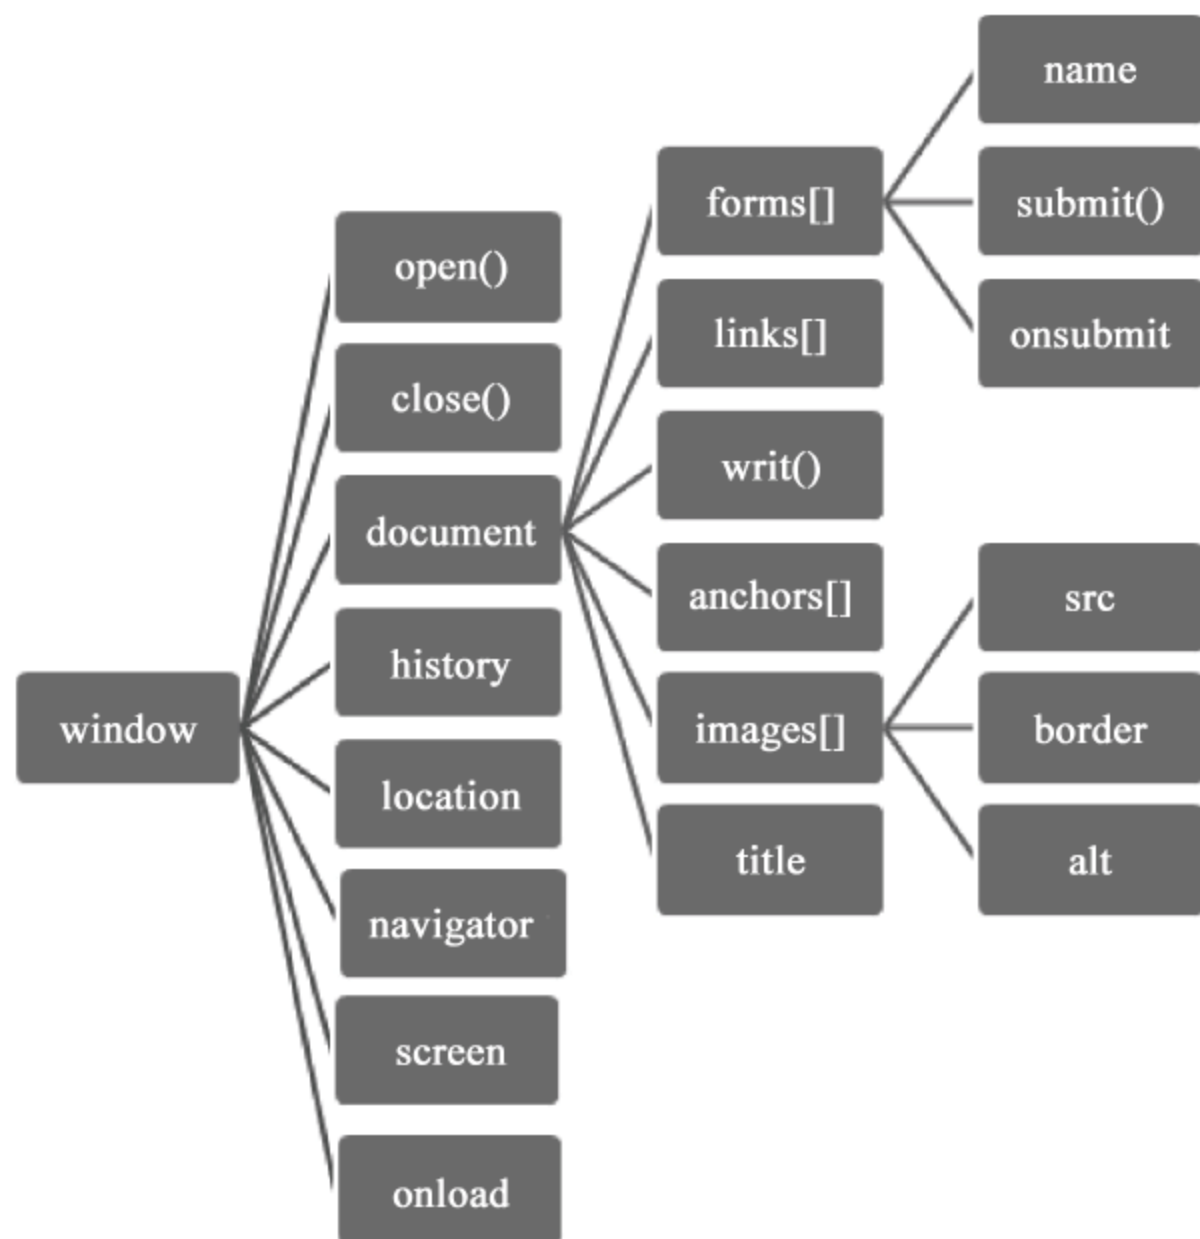 window
open()
close()
document
history
location
navigator
screen
onload
forms[]
links[]
writ()
anchors[]
images[]
title
name
submit()
onsubmit
src
border
alt